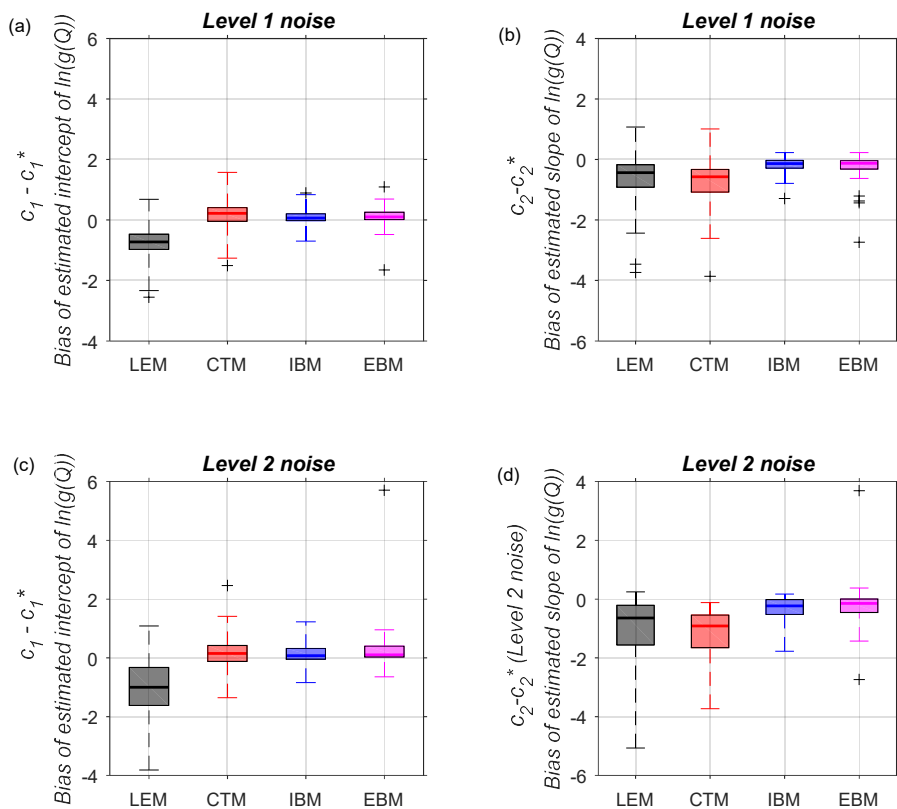 (a)
Level 1 noise
6
4
2
0
-2
-4
c1 - c1*
Bias of estimated intercept of ln(g(Q))
LEM CTM IBM EBM
(b)
Level 1 noise
4
2
0
-2
-4
-6
c2-c2*
Bias of estimated slope of ln(g(Q))
LEM CTM IBM EBM
(c)
Level 2 noise
6
4
2
0
-2
-4
c1 - c1*
Bias of estimated intercept of ln(g(Q))
LEM CTM IBM EBM
(d)
Level 2 noise
4
2
0
-2
-4
-6
c2-c2* (Level 2 noise)
Bias of estimated slope of ln(g(Q))
LEM CTM IBM EBM